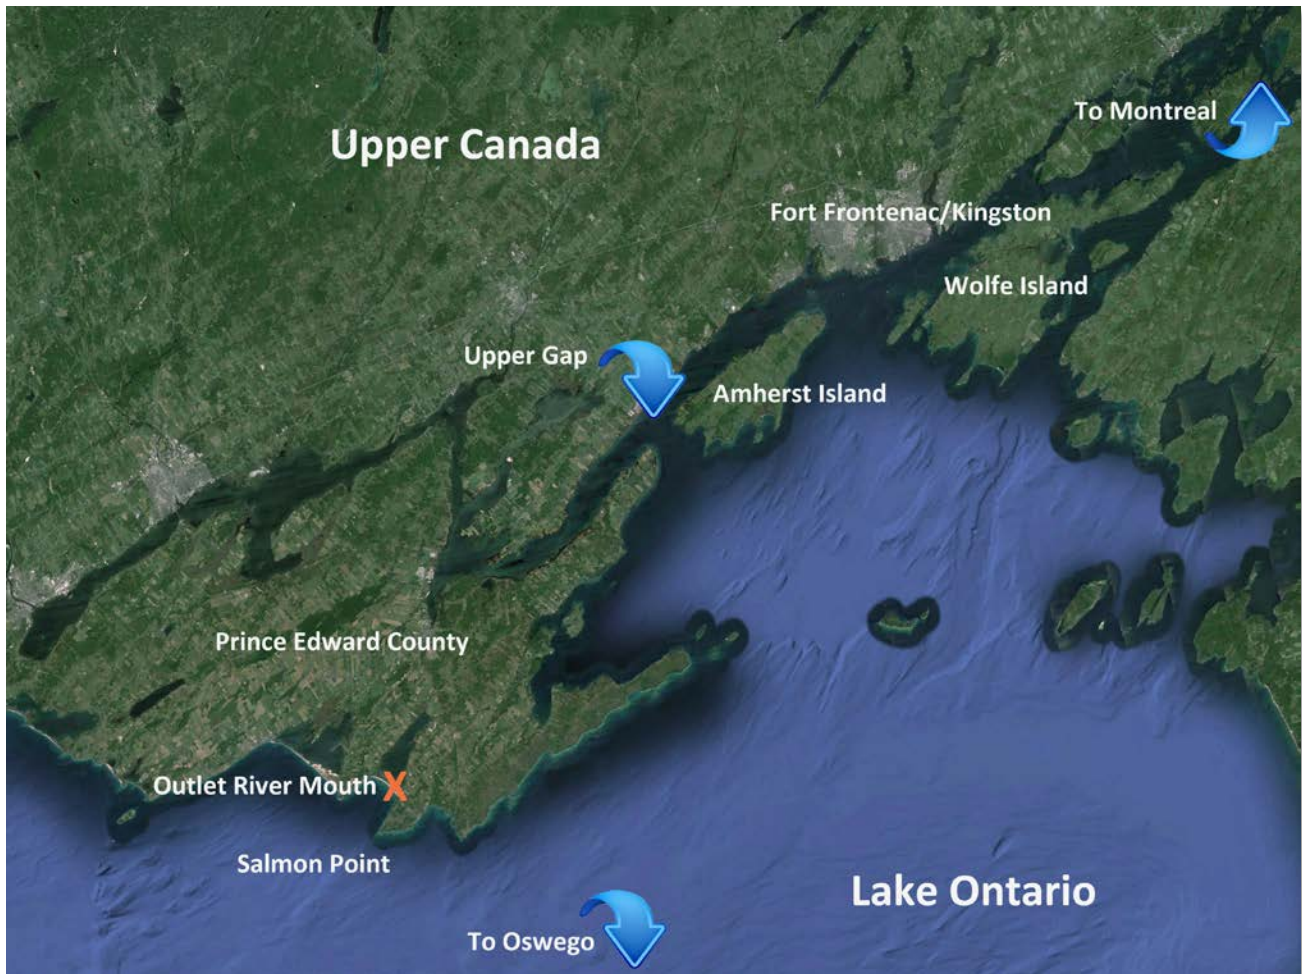 To Montreal
Upper Canada
Fort Frontenac/Kingston
Wolfe Island
Upper Gap
Amherst Island
Prince Edward County
Outlet River Mouth X
Salmon Point
Lake Ontario
To Oswego